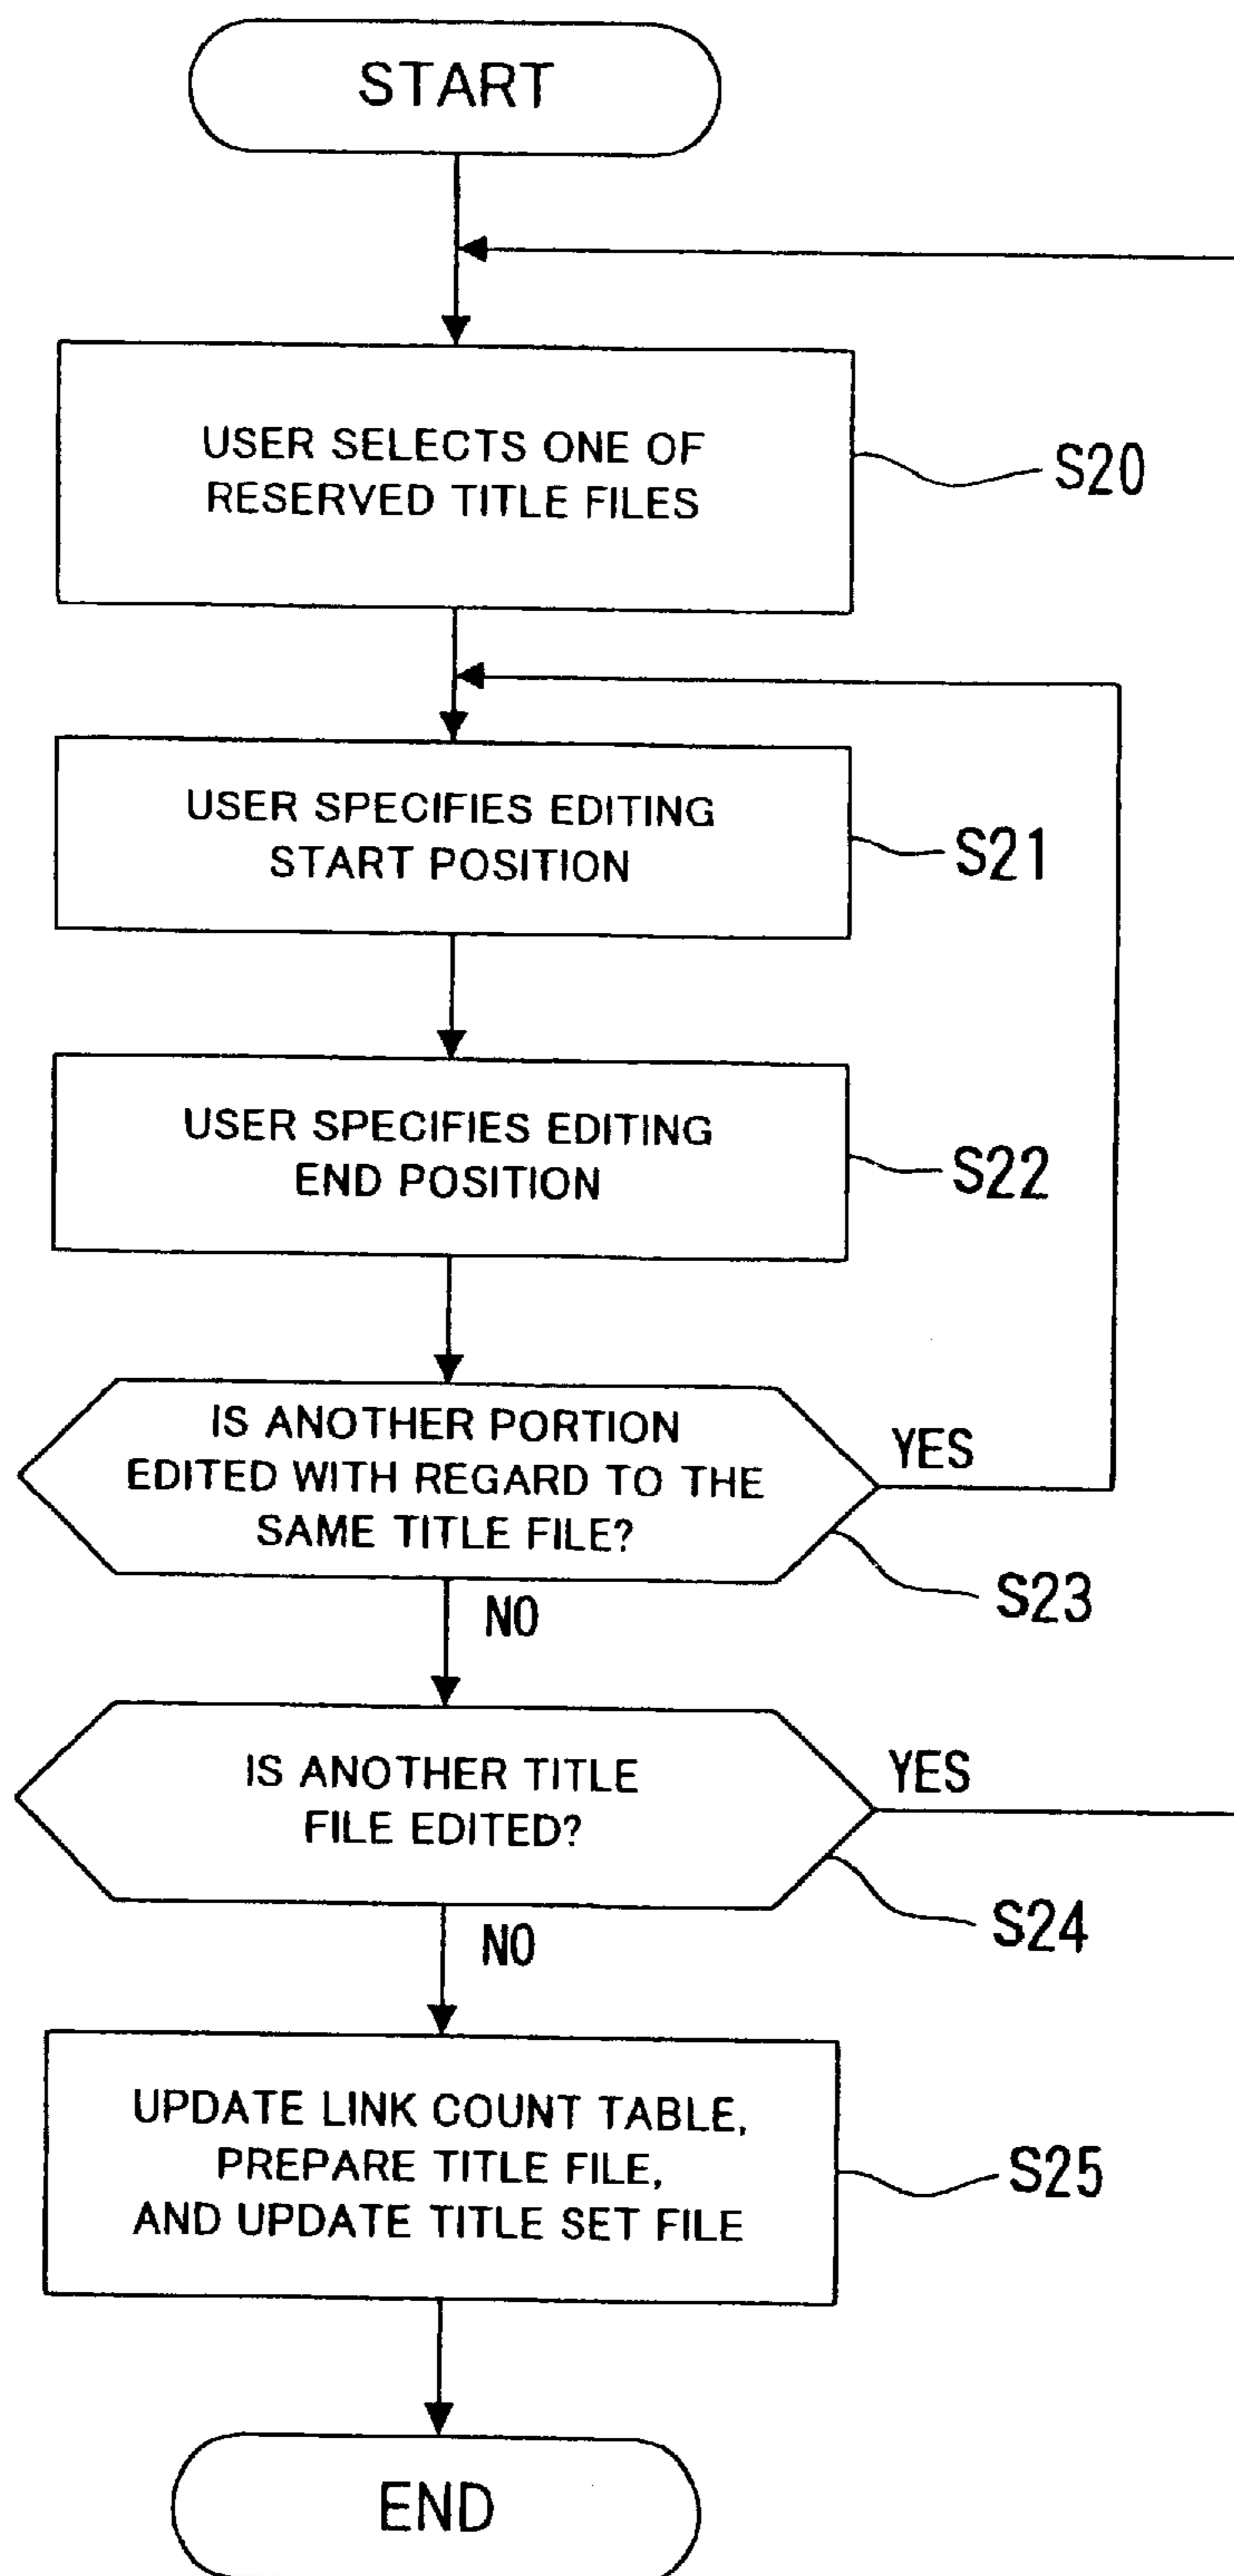 START
USER SELECTS ONE OF
RESERVED TITLE FILES
S20
USER SPECIFIES EDITING
START POSITION
S21
USER SPECIFIES EDITING
END POSITION
S22
IS ANOTHER PORTION
EDITED WITH REGARD TO THE
SAME TITLE FILE?
YES
S23
NO
IS ANOTHER TITLE
FILE EDITED?
YES
S24
NO
UPDATE LINK COUNT TABLE,
PREPARE TITLE FILE,
AND UPDATE TITLE SET FILE
S25
END